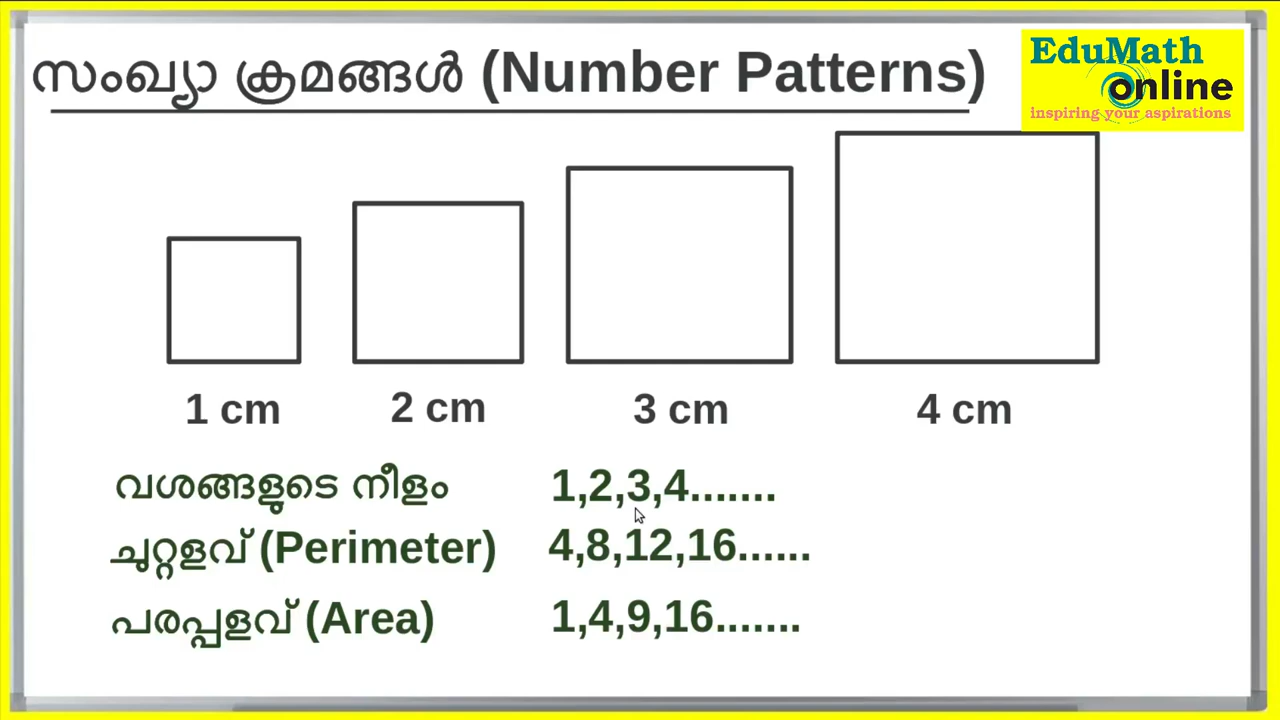 സംഖ്യാ ക്രമങ്ങൾ (Number Patterns)
EduMath
Online
inspiring your aspirations
1 cm
2 cm
3 cm
4 cm
വശങ്ങളുടെ നീളം 1,2,3,4.......
ചുറ്റളവ് (Perimeter) 4,8,12,16......
പരപ്പളവ് (Area) 1,4,9,16.......